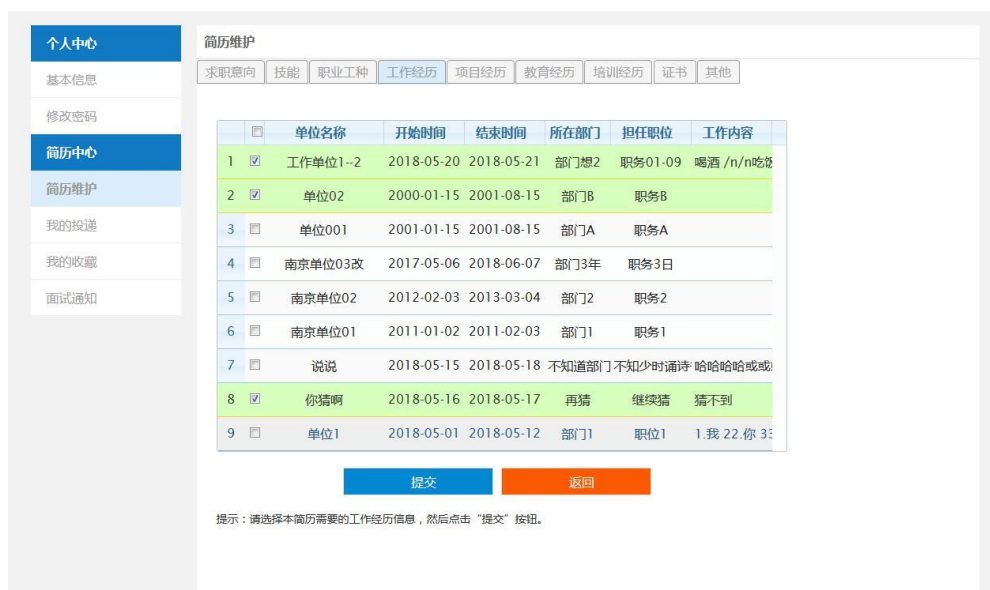 个人中心
基本信息
修改密码
简历中心
简历维护
我的投递
我的收藏
面试通知
简历维护
求职意向 技能 职业工种 工作经历 项目经历 教育经历 培训经历 证书 其他
单位名称 开始时间 结束时间 所在部门 担任职位 工作内容
1 工作单位1--2 2018-05-20 2018-05-21 部门想2 职务01-09 喝酒 /n/n吃饭
2 单位02 2000-01-15 2001-08-15 部门B 职务B
3 单位001 2001-01-15 2001-08-15 部门A 职务A
4 南京单位03改 2017-05-06 2018-06-07 部门3年 职务3日
5 南京单位02 2012-02-03 2013-03-04 部门2 职务2
6 南京单位01 2011-01-02 2011-02-03 部门1 职务1
7 说说 2018-05-15 2018-05-18 不知道部门 不知少时诵诗 哈哈哈哈或或
8 你猜啊 2018-05-16 2018-05-17 再猜 继续猜 猜不到
9 单位1 2018-05-01 2018-05-12 部门1 职位1 1.我 22.你 33
提交 返回
提示：请选择本简历需要的工作经历信息，然后点击“提交”按钮。